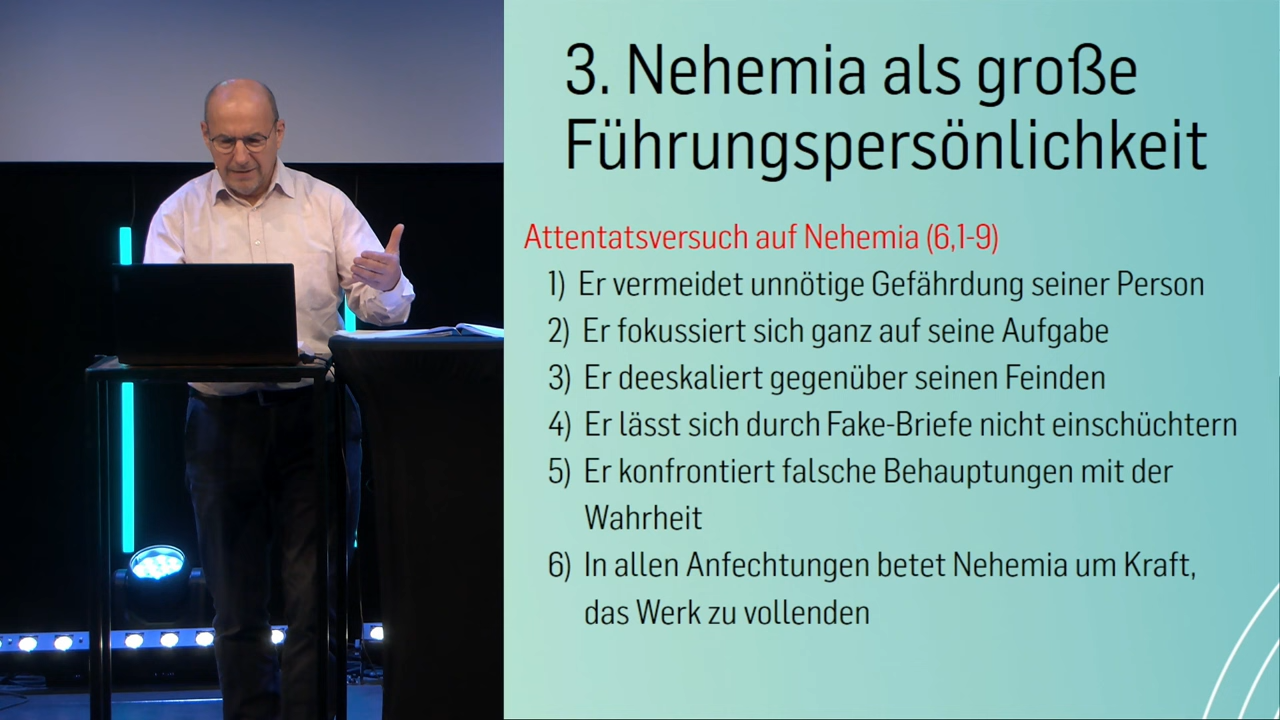 3. Nehemia als große
Führungspersönlichkeit
Attentatsversuch auf Nehemia (6,1-9)
1) Er vermeidet unnötige Gefährdung seiner Person
2) Er fokussiert sich ganz auf seine Aufgabe
3) Er deeskaliert gegenüber seinen Feinden
4) Er lässt sich durch Fake-Briefe nicht einschüchtern
5) Er konfrontiert falsche Behauptungen mit der
Wahrheit
6) In allen Anfechtungen betet Nehemia um Kraft,
das Werk zu vollenden